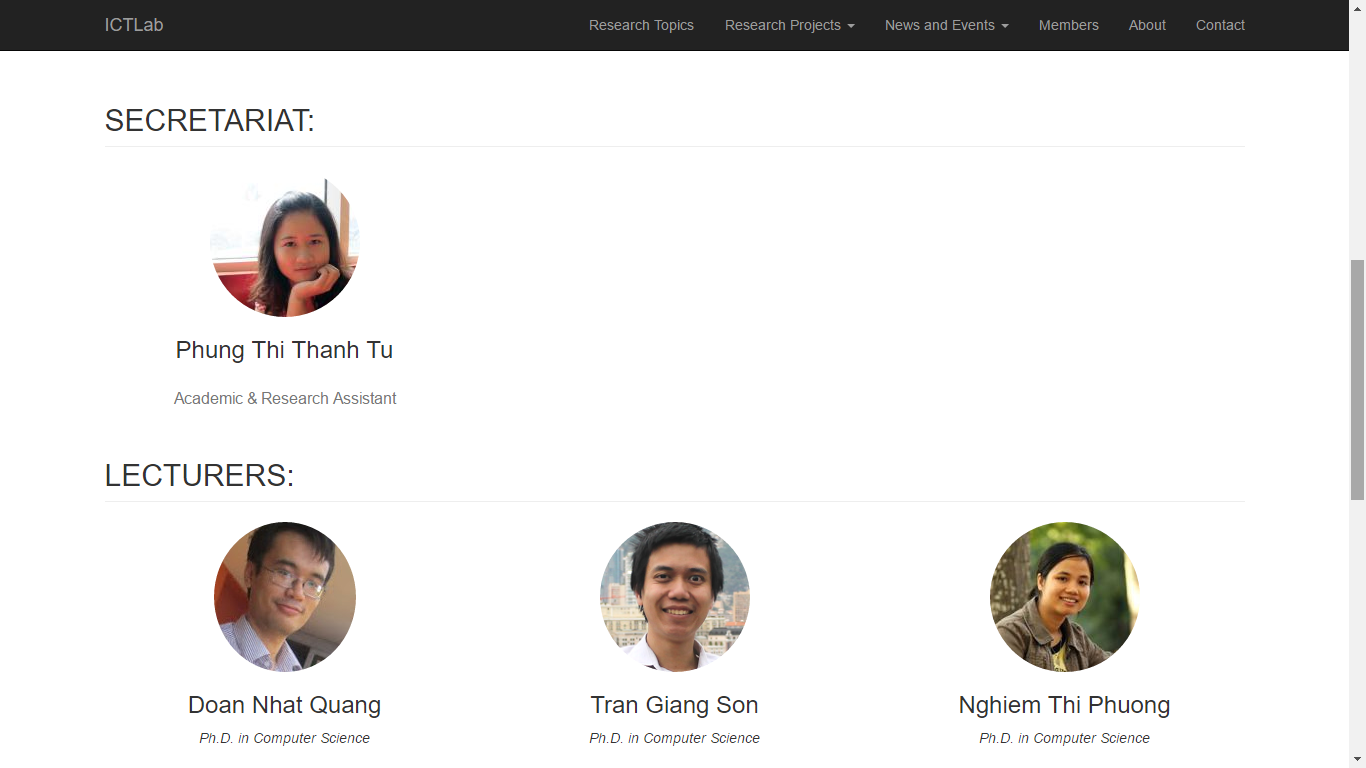 ICTLab
Research Topics Research Projects News and Events Members About Contact
SECRETARIAT:
Phung Thi Thanh Tu
Academic & Research Assistant
LECTURERS:
Doan Nhat Quang
Ph.D. in Computer Science
Tran Giang Son
Ph.D. in Computer Science
Nghiem Thi Phuong
Ph.D. in Computer Science